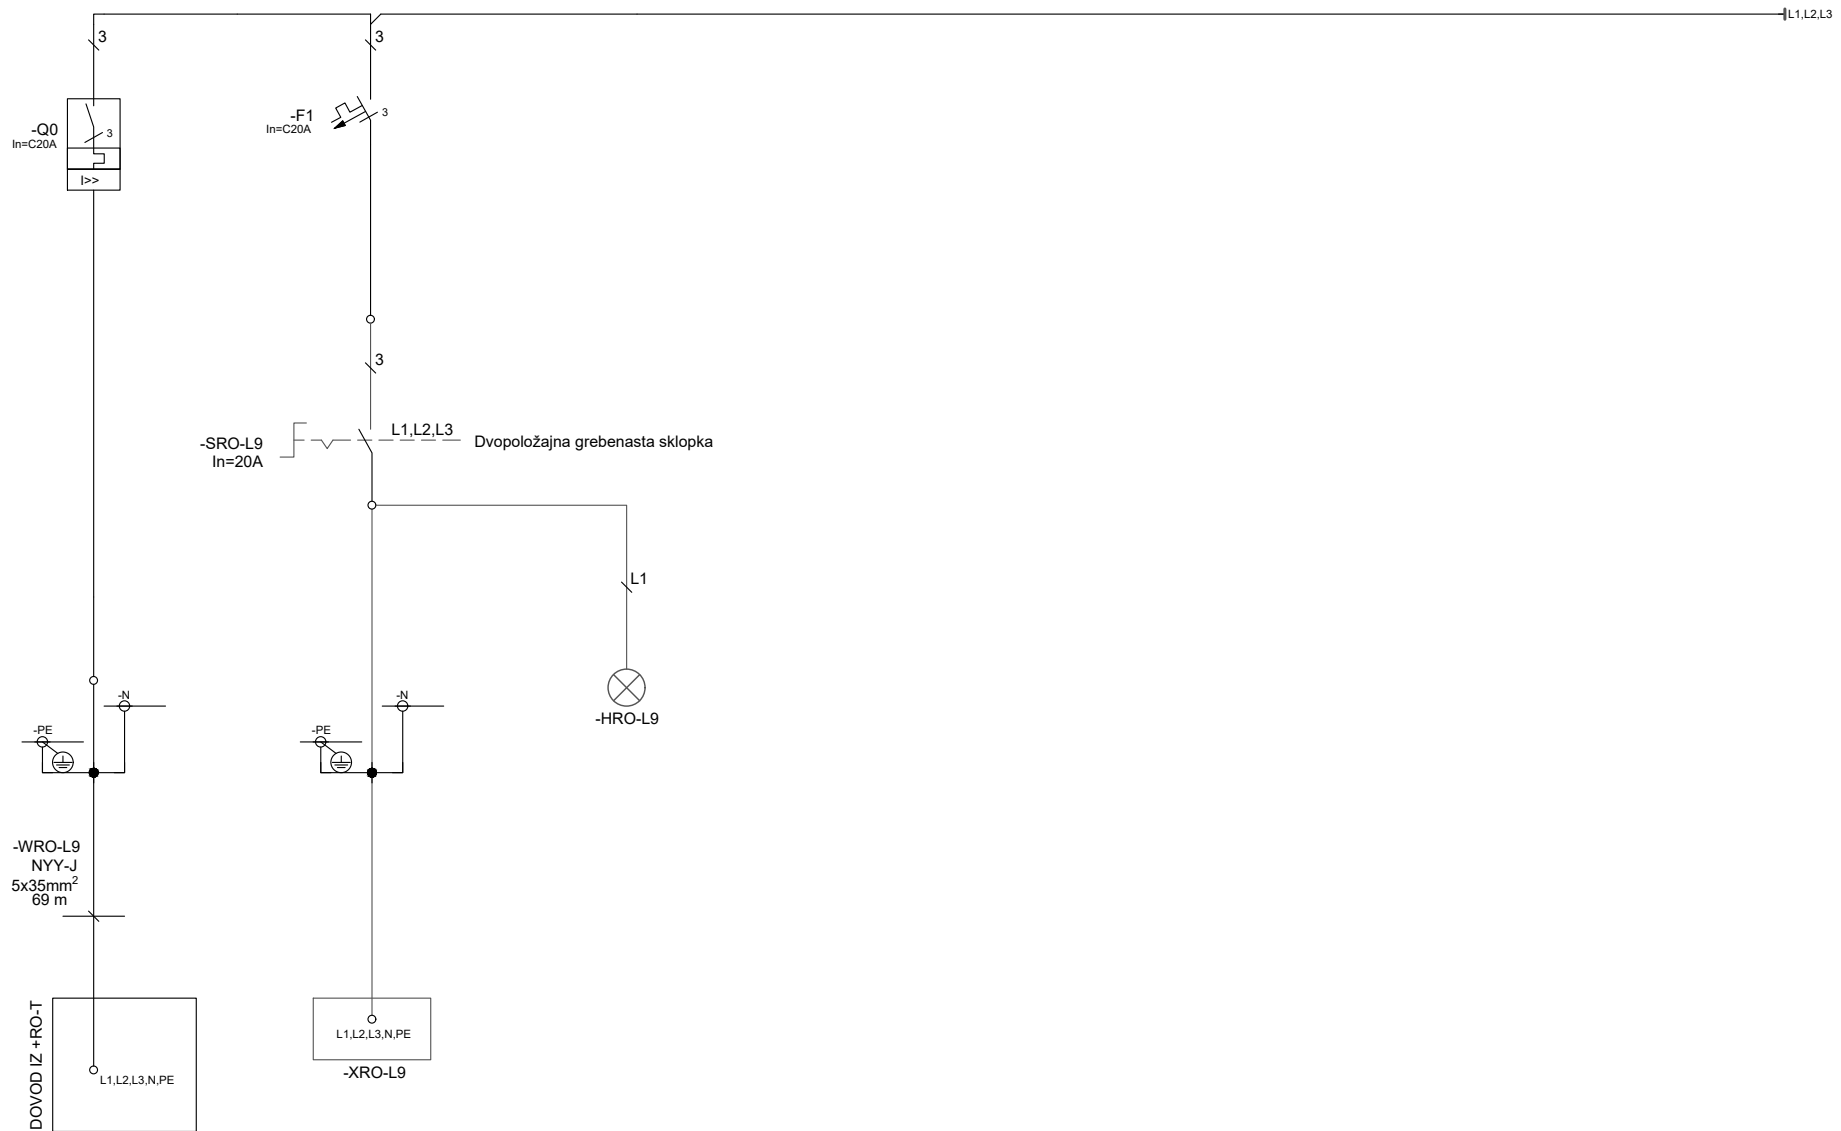 L1,L2,L3
3
3
-Q0
In=C20A
3
I>>
-F1
In=C20A
3
3
-SRO-L9
In=20A
L1,L2,L3
Dvopoložajna grebenasta sklopka
L1
-HRO-L9
-N
-PE
-N
-PE
-WRO-L9
NYY-J
5x35mm²
69 m
DOVOD IZ +RO-T
L1,L2,L3,N,PE
L1,L2,L3,N,PE
-XRO-L9